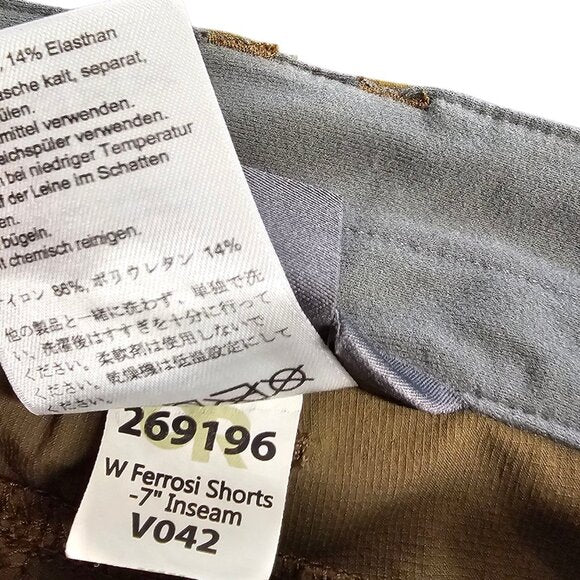 , 14% Elasthan
sche kalt, separat,
ülen.
mittel verwenden.
eichspüler verwenden.
n bei niedriger Temperatur
f der Leine im Schatten
en.
bügeln.
t chemisch reinigen.
イロン 86%, ポリウレタン 14%
他の製品と一緒に洗わず、単独で洗
い。洗濯後はすすぎを十分に行って
ください。柔軟剤は使用しないで
ください。乾燥機は低温設定にして
269196
W Ferrosi Shorts
-7" Inseam
V042